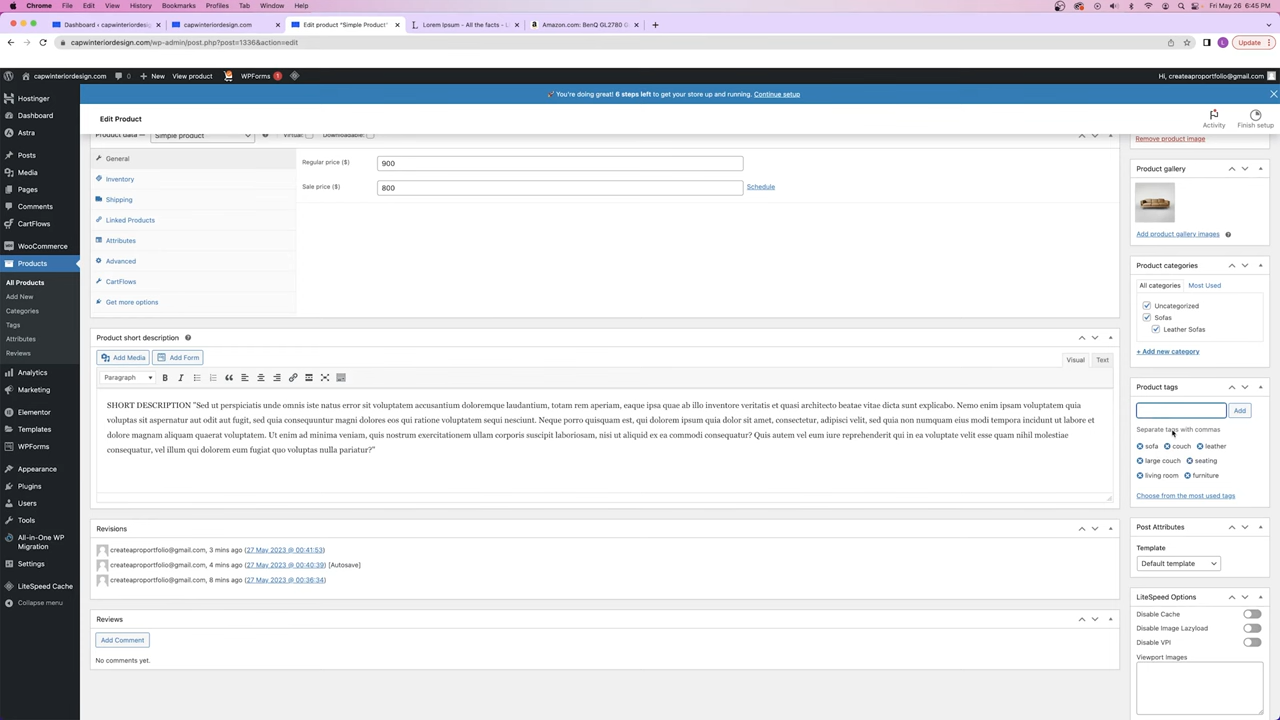 Chrome File Edit View History Bookmarks Profiles Tab Window Help
Fri May 26 6:45 PM
Dashboard ‹ capwinteriordesign.c
capwinteriordesign.com/
Edit product "Simple Product"
Lorem Ipsum - All the facts - L
Amazon.com: BenQ GL2780
capwinteriordesign.com/wp-admin/post.php?post=1336&action=edit
L Update
capwinteriordesign.com 0 New View product WPForms 1
Hi, createaproportfolio@gmail.com
You're doing great! 6 steps left to get your store up and running. Continue setup
Hostinger
Dashboard
Astra
Posts
Media
Pages
Comments
CartFlows
WooCommerce
Products
All Products
Add New
Categories
Tags
Attributes
Reviews
Analytics
Marketing
Elementor
Templates
WPForms
Appearance
Plugins
Users
Tools
All-in-One WP
Migration
Settings
LiteSpeed Cache
Collapse menu
Edit Product
Activity
Finish setup
Product data — Simple product Virtual: Downloadable:
General
Inventory
Shipping
Linked Products
Attributes
Advanced
CartFlows
Get more options
Regular price ($) 900
Sale price ($) 800 Schedule
Product short description
Add Media Add Form
Visual Text
Paragraph B I
SHORT DESCRIPTION "Sed ut perspiciatis unde omnis iste natus error sit voluptatem accusantium doloremque laudantium, totam rem aperiam, eaque ipsa quae ab illo inventore veritatis et quasi architecto beatae vitae dicta sunt explicabo. Nemo enim ipsam voluptatem quia
voluptas sit aspernatur aut odit aut fugit, sed quia consequuntur magni dolores eos qui ratione voluptatem sequi nesciunt. Neque porro quisquam est, qui dolorem ipsum quia dolor sit amet, consectetur, adipisci velit, sed quia non numquam eius modi tempora incidunt ut labore et
dolore magnam aliquam quaerat voluptatem. Ut enim ad minima veniam, quis nostrum exercitationem ullam corporis suscipit laboriosam, nisi ut aliquid ex ea commodi consequatur? Quis autem vel eum iure reprehenderit qui in ea voluptate velit esse quam nihil molestiae
consequatur, vel illum qui dolorem eum fugiat quo voluptas nulla pariatur?"
Revisions
createaproportfolio@gmail.com, 3 mins ago (27 May 2023 @ 00:41:53)
createaproportfolio@gmail.com, 4 mins ago (27 May 2023 @ 00:40:39) [Autosave]
createaproportfolio@gmail.com, 8 mins ago (27 May 2023 @ 00:36:34)
Reviews
Add Comment
No comments yet.
Remove product image
Product gallery
Add product gallery images
Product categories
All categories Most Used
Uncategorized
Sofas
Leather Sofas
+ Add new category
Product tags
Add
Separate tags with commas
sofa couch leather
large couch seating
living room furniture
Choose from the most used tags
Post Attributes
Template
Default template
LiteSpeed Options
Disable Cache
Disable Image Lazyload
Disable VPI
Viewport Images